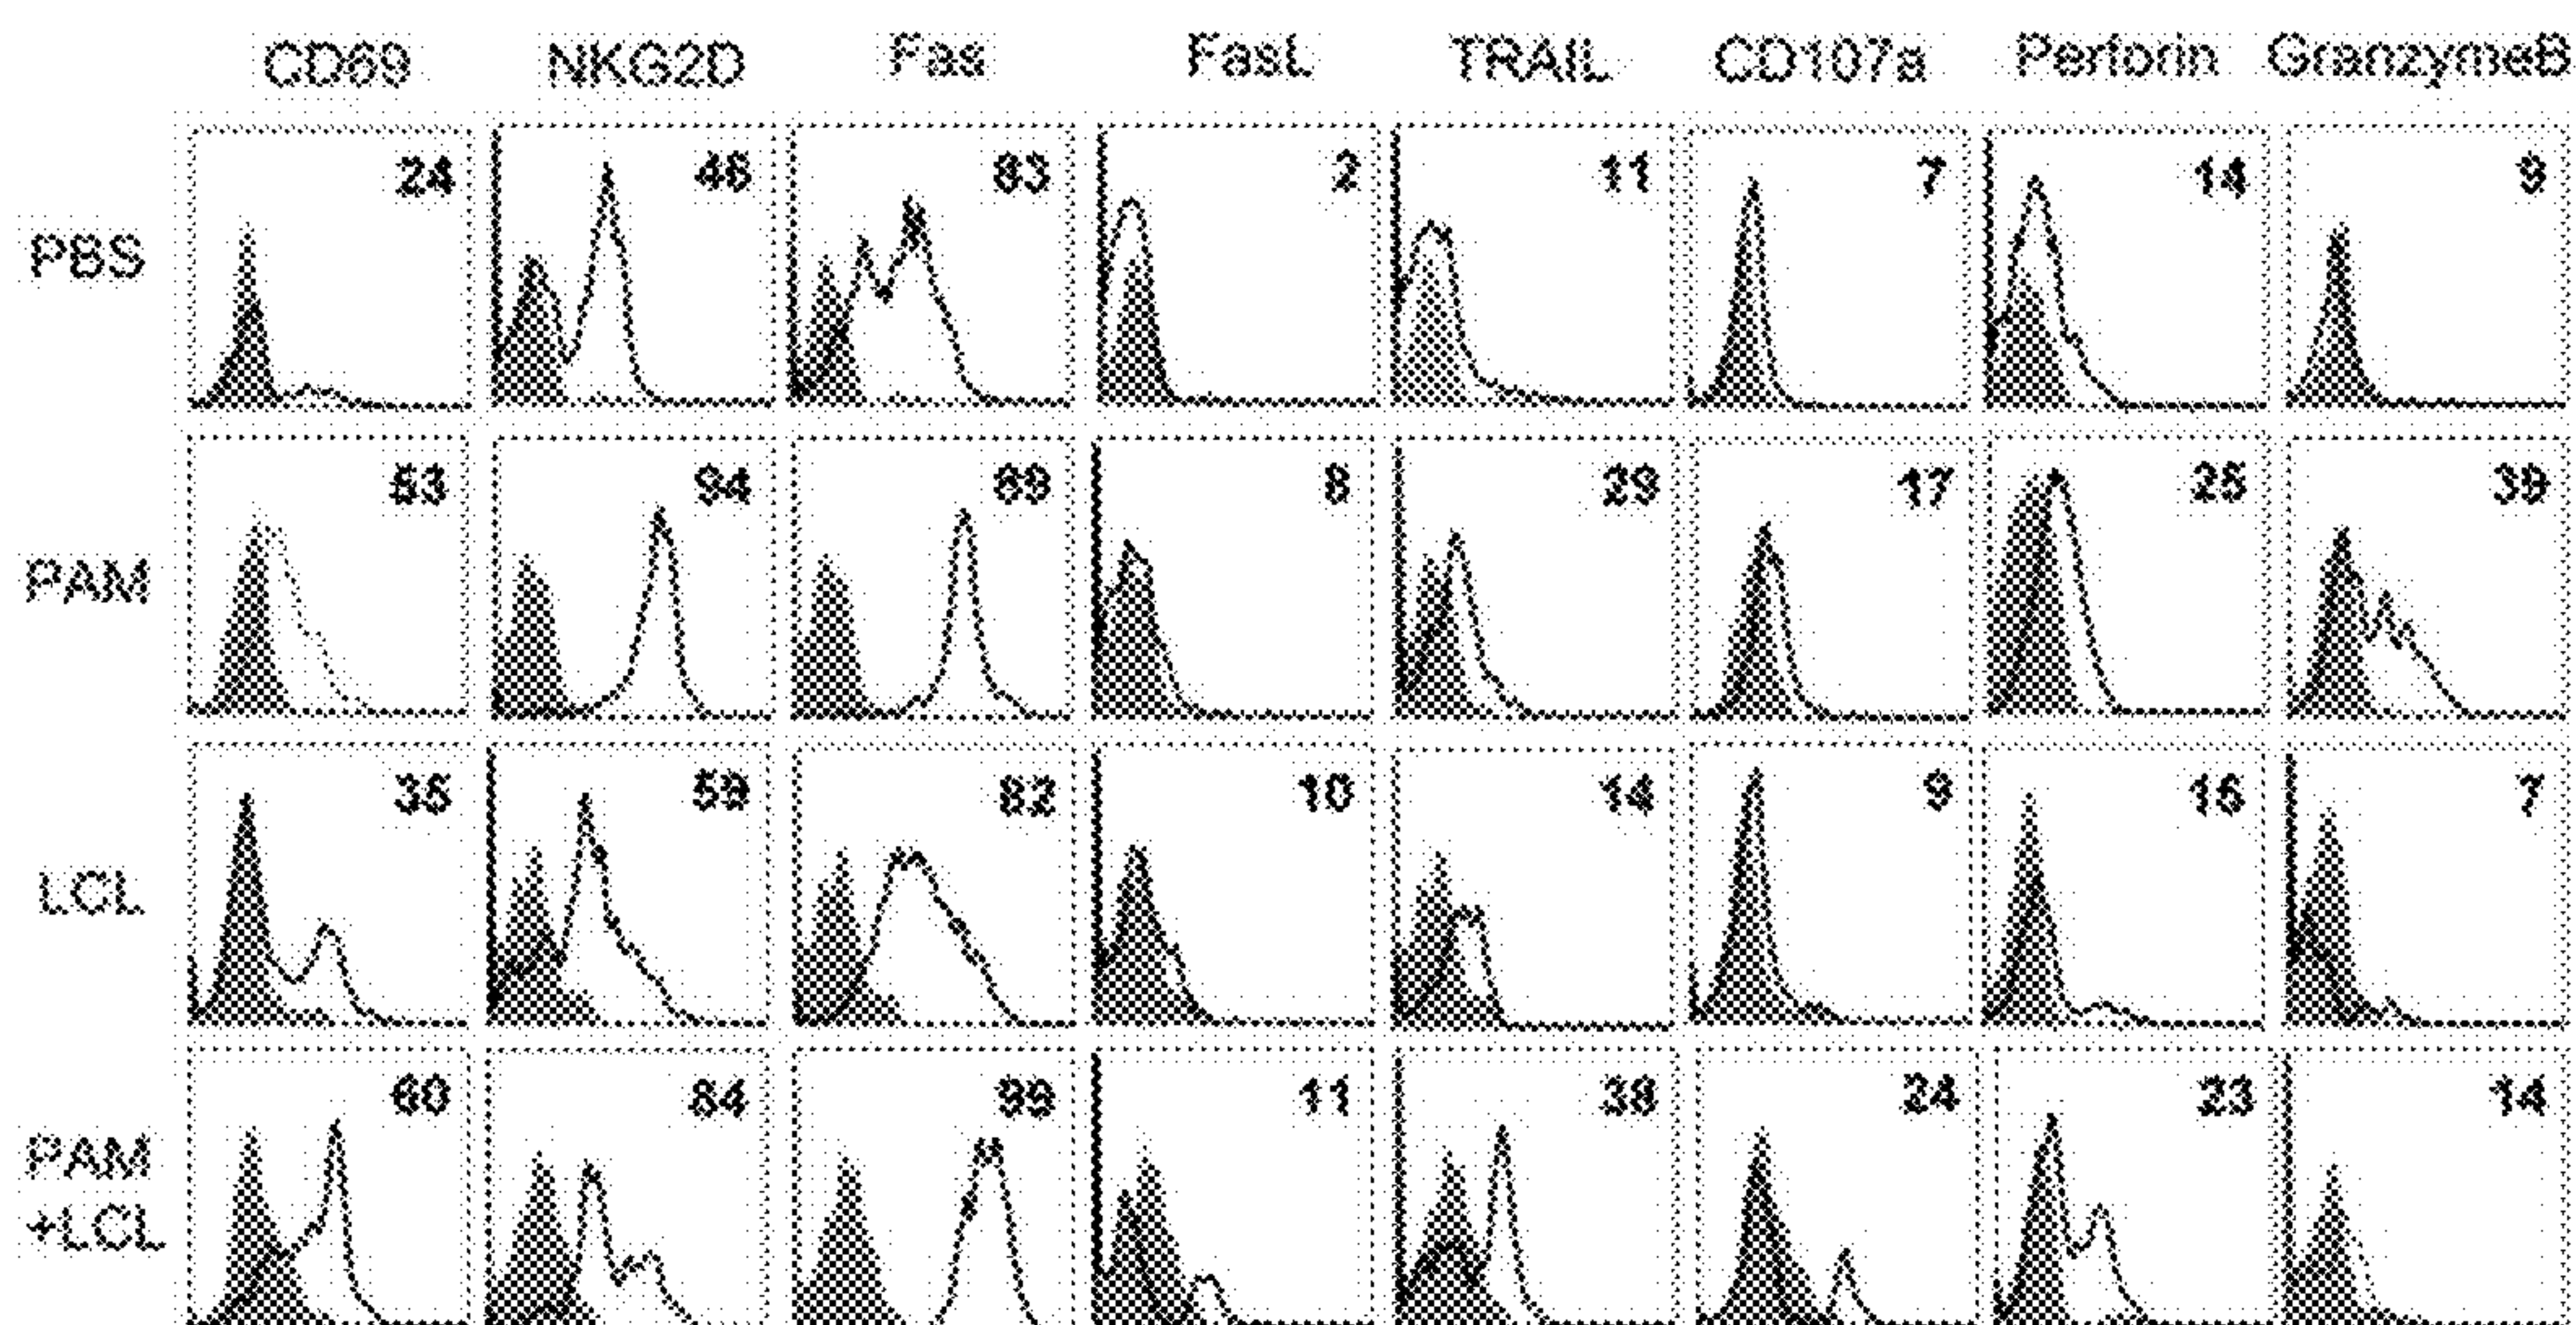 CD69 NKG2D Fas FasL TRAIL CD107a Perforin GranzymeB
PBS 24 46 83 2 11 7 14 9
PAM 53 94 8 29 17 25 39
LCL 35 59 82 10 14 9 15 7
PAM
+LCL 60 84 99 11 38 24 23 14